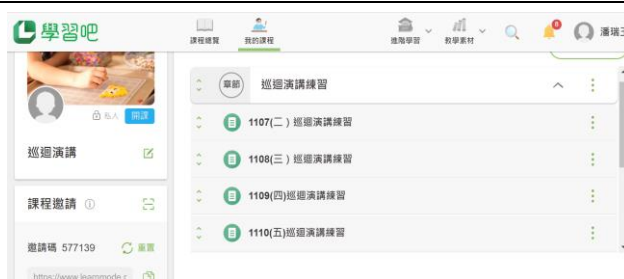 學習吧
課程總覽
我的課程
進階學習
教學素材
潘瑞
私人
開課
巡迴演講
課程邀請
邀請碼 577139
重置
https://www.learnmode.r
章節
巡迴演講練習
1107(二)巡迴演講練習
1108(三)巡迴演講練習
1109(四)巡迴演講練習
1110(五)巡迴演講練習